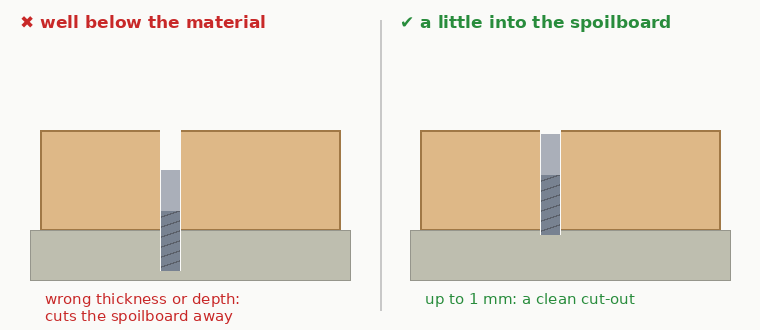 ✖ well below the material
✔ a little into the spoilboard
wrong thickness or depth:
cuts the spoilboard away
up to 1 mm: a clean cut-out